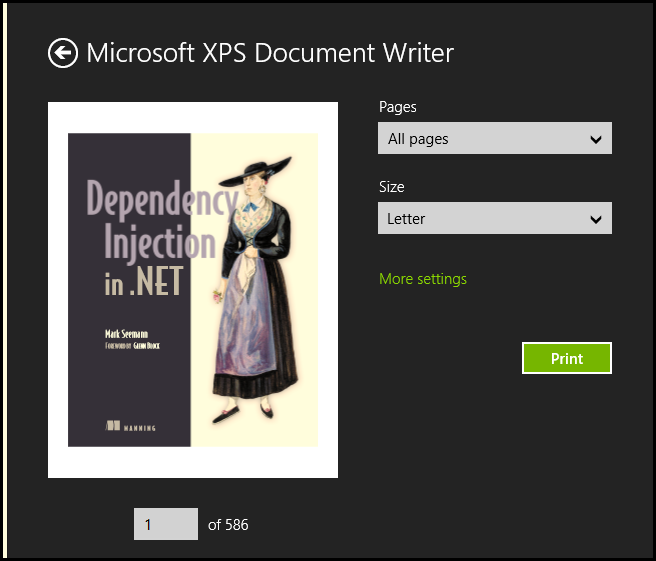 Microsoft XPS Document Writer
Dependency
Injection
in .NET
Mark Seemann
Foreword by Glenn Block
MANNING
1 of 586
Pages
All pages
Size
Letter
More settings
Print